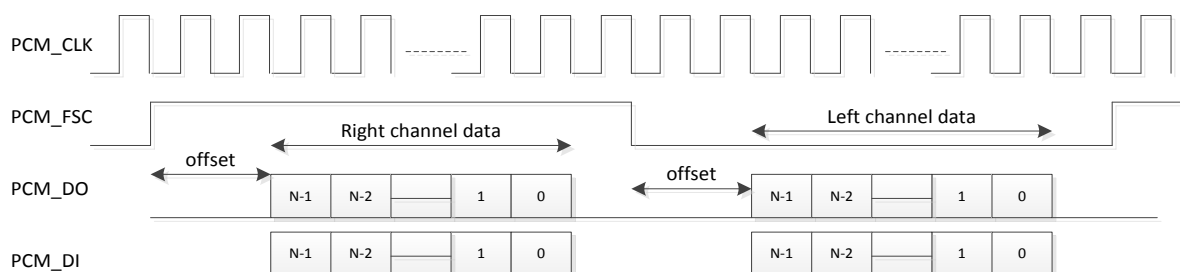 PCM_CLK
PCM_FSC
Right channel data
Left channel data
offset
offset
PCM_DO
N-1 N-2 1 0
N-1 N-2 1 0
PCM_DI
N-1 N-2 1 0
N-1 N-2 1 0